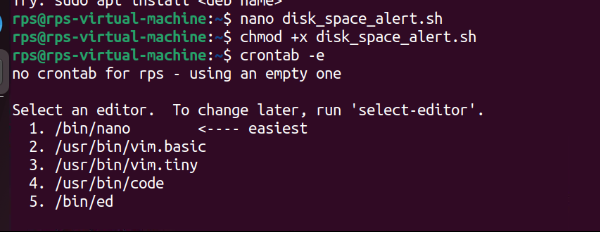 Try: sudo apt install <deb name>
rps@rps-virtual-machine:~$ nano disk_space_alert.sh
rps@rps-virtual-machine:~$ chmod +x disk_space_alert.sh
rps@rps-virtual-machine:~$ crontab -e
no crontab for rps - using an empty one

Select an editor.  To change later, run 'select-editor'.
  1. /bin/nano        <---- easiest
  2. /usr/bin/vim.basic
  3. /usr/bin/vim.tiny
  4. /usr/bin/code
  5. /bin/ed